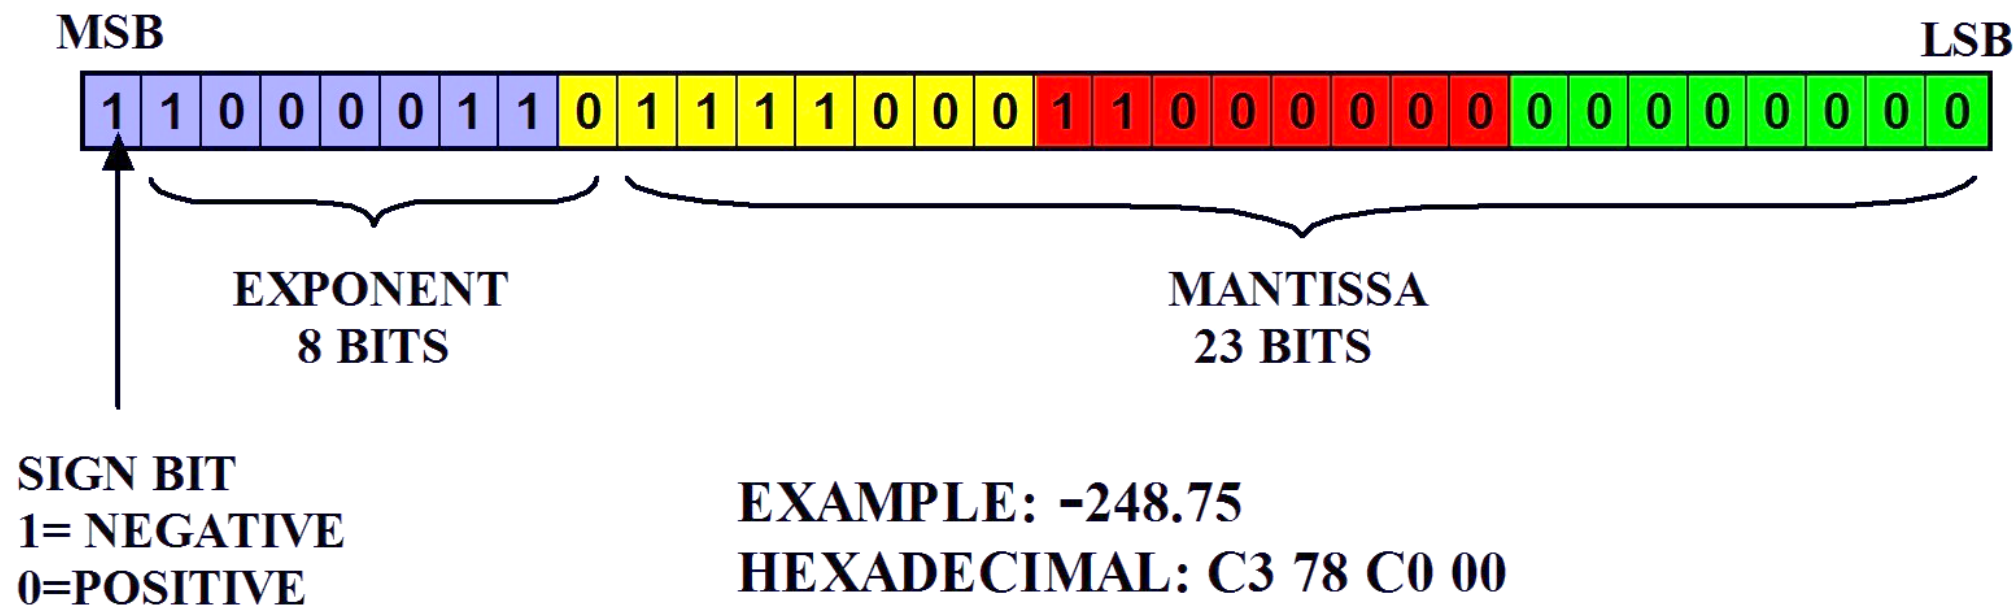 MSB
LSB
1 1 0 0 0 0 1 1 0 1 1 1 1 0 0 0 1 1 0 0 0 0 0 0 0 0 0 0 0 0 0 0
EXPONENT
8 BITS
MANTISSA
23 BITS
SIGN BIT
1= NEGATIVE
0=POSITIVE
EXAMPLE: -248.75
HEXADECIMAL: C3 78 C0 00